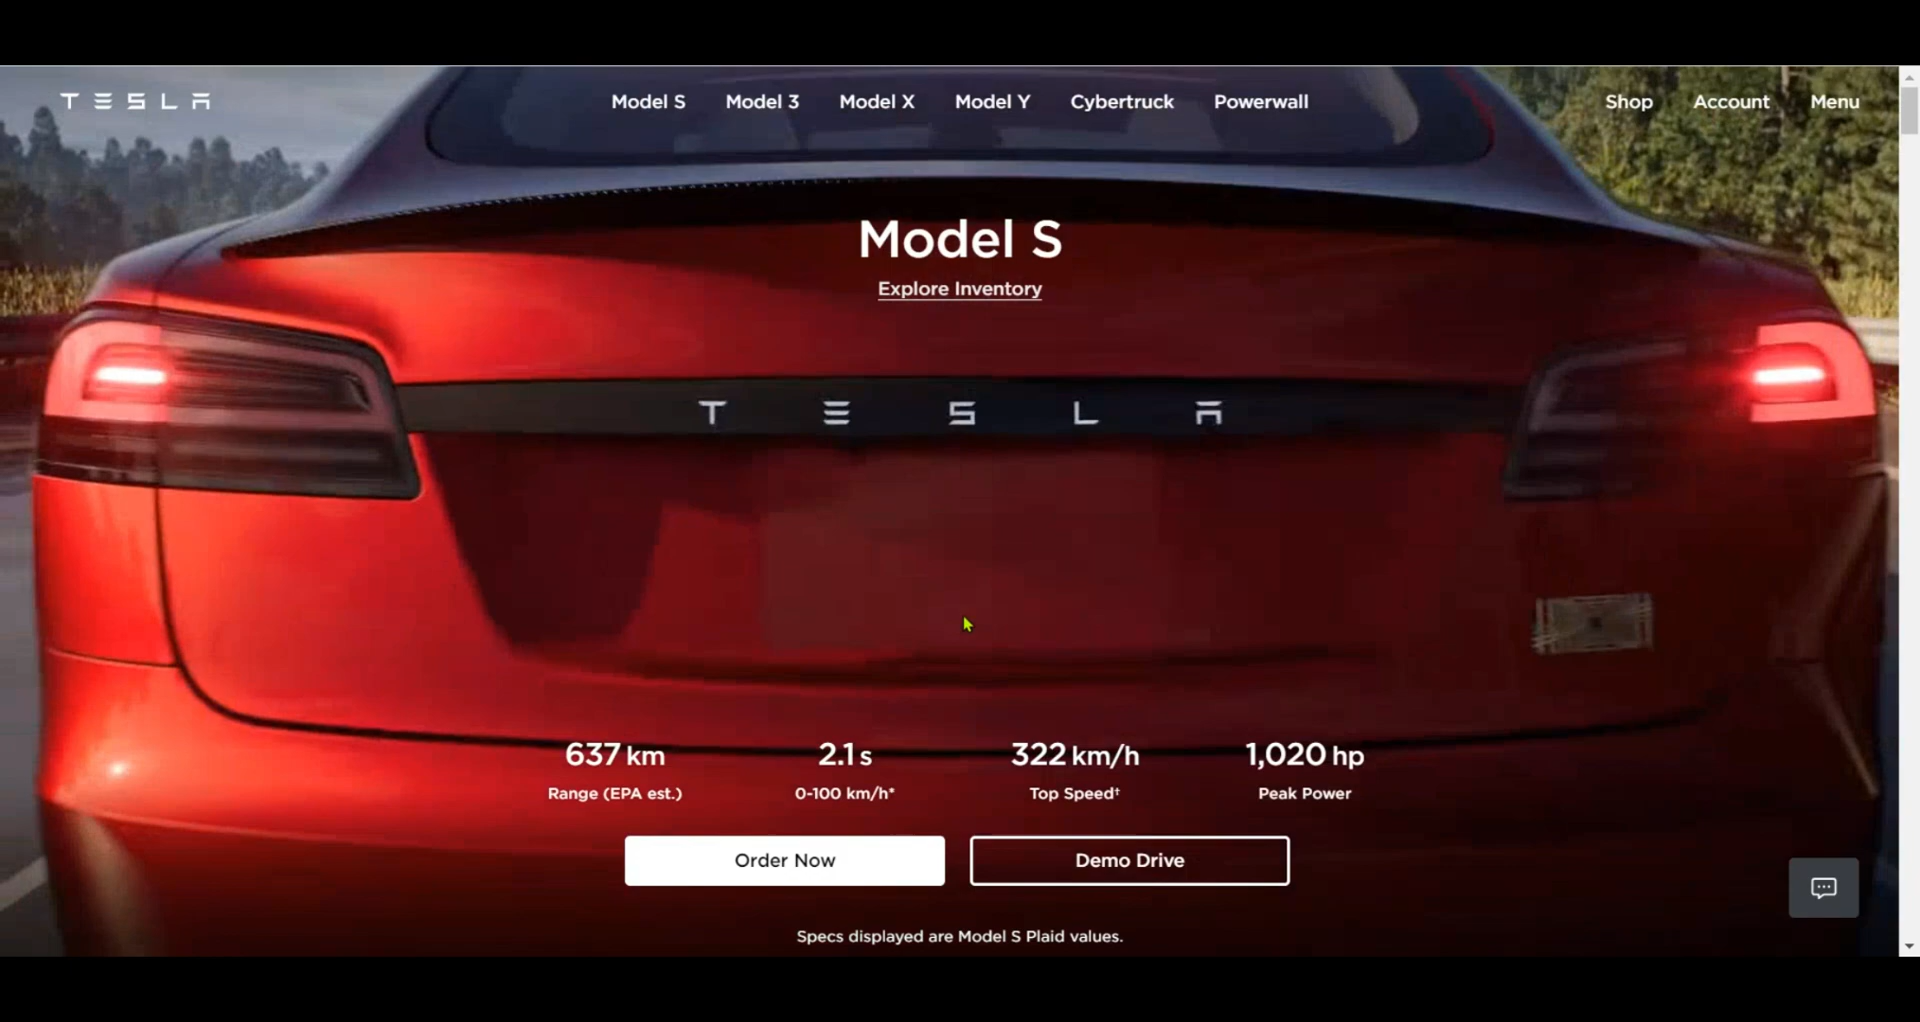 TESLA
Model S Model 3 Model X Model Y Cybertruck Powerwall
Shop Account Menu
Model S
Explore Inventory
TESLA
637 km 2.1 s 322 km/h 1,020 hp
Range (EPA est.) 0-100 km/h* Top Speed† Peak Power
Order Now Demo Drive
Specs displayed are Model S Plaid values.